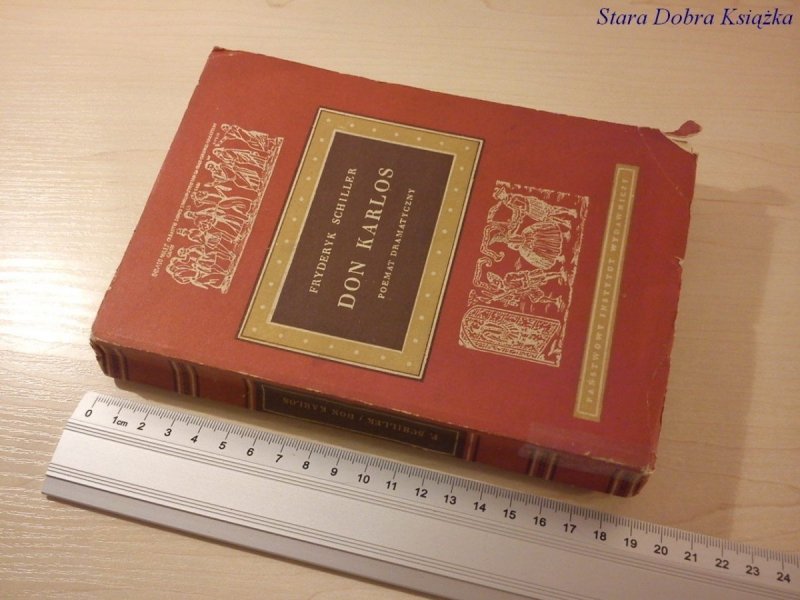 Stara Dobra Książka
FRYDERYK SCHILLER
DON KARLOS
POEMAT DRAMATYCZNY
PAŃSTWOWY INSTYTUT WYDAWNICZY
F. SCHILLER / DON KARLOS
0 1cm 2 3 4 5 6 7 8 9 10 11 12 13 14 15 16 17 18 19 20 21 22 23 24